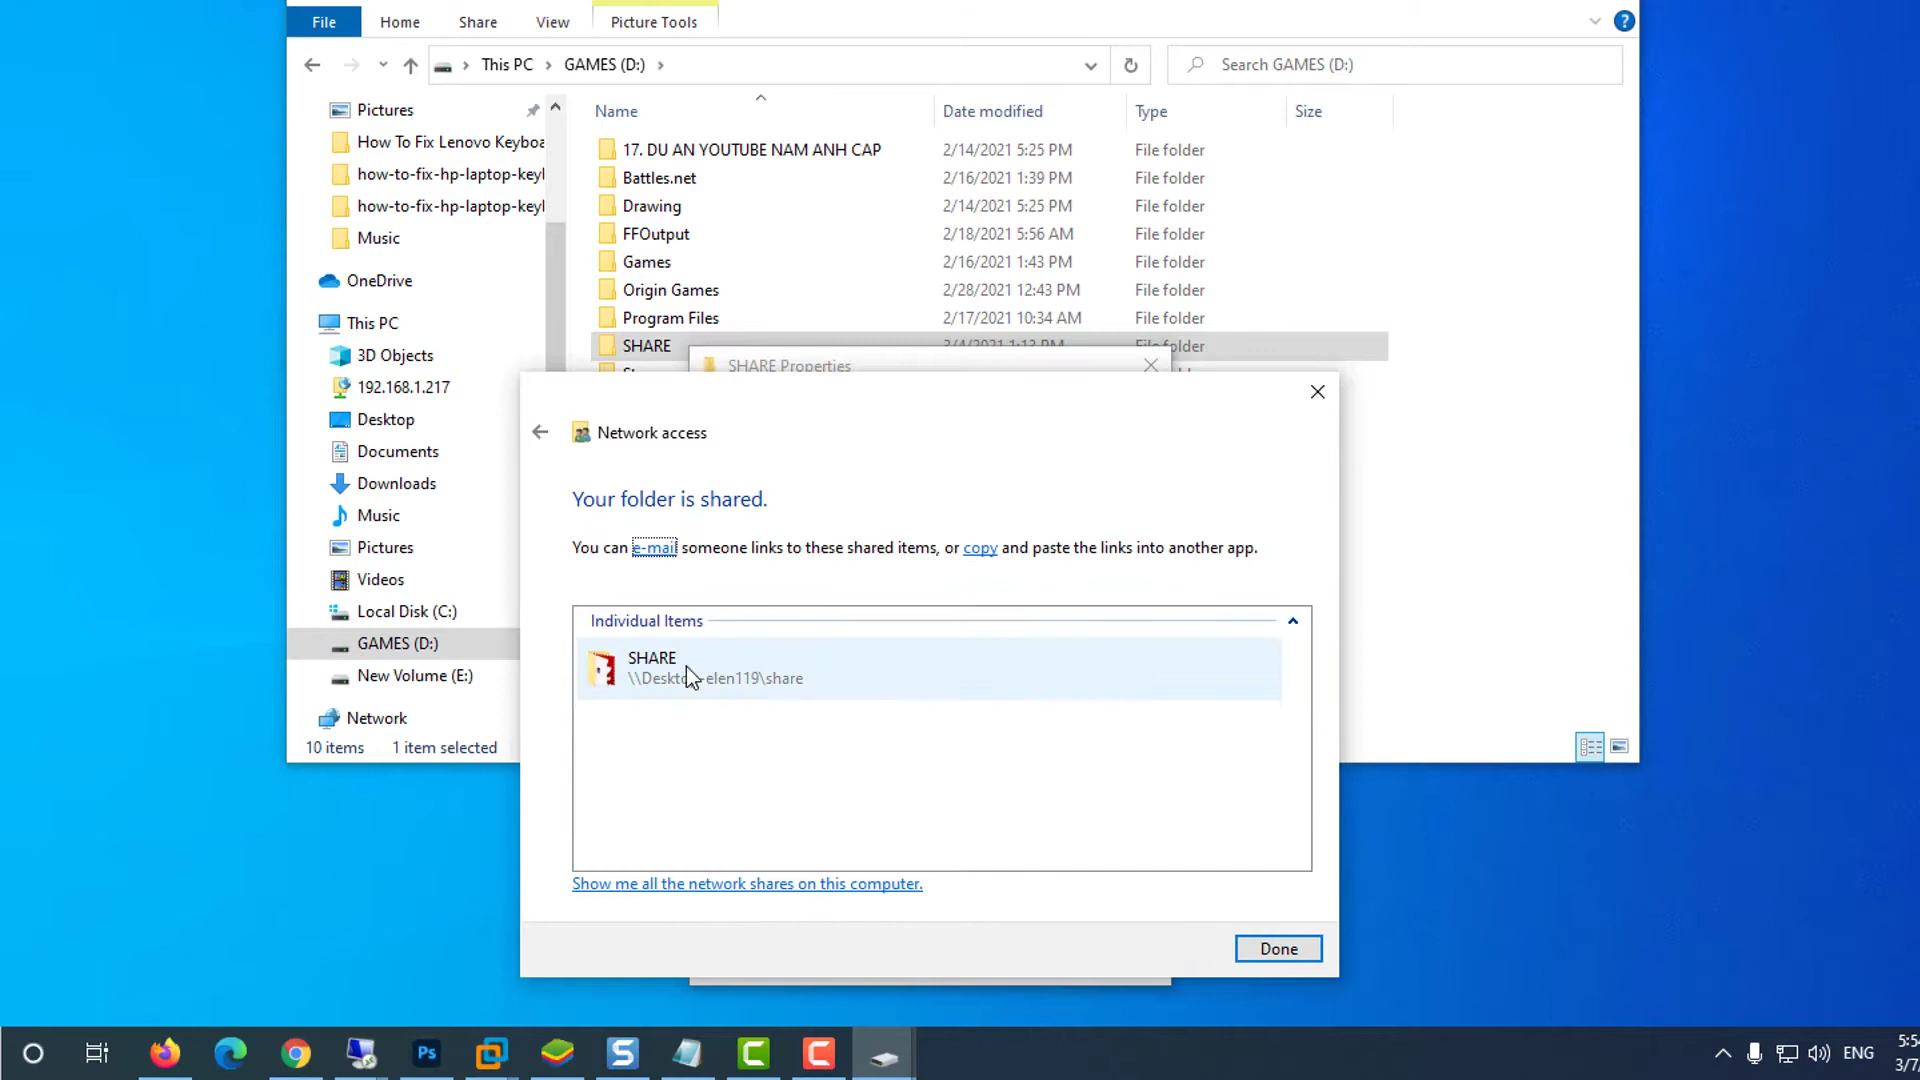 File Home Share View Picture Tools
This PC > GAMES (D:) >
Search GAMES (D:)
Name Date modified Type Size
Pictures
How To Fix Lenovo Keyboa
how-to-fix-hp-laptop-keyl
how-to-fix-hp-laptop-keyl
Music
OneDrive
This PC
3D Objects
192.168.1.217
Desktop
Documents
Downloads
Music
Pictures
Videos
Local Disk (C:)
GAMES (D:)
New Volume (E:)
Network
10 items 1 item selected
17. DU AN YOUTUBE NAM ANH CAP 2/14/2021 5:25 PM File folder
Battles.net 2/16/2021 1:39 PM File folder
Drawing 2/14/2021 5:25 PM File folder
FFOutput 2/18/2021 5:56 AM File folder
Games 2/16/2021 1:43 PM File folder
Origin Games 2/28/2021 12:43 PM File folder
Program Files 2/17/2021 10:34 AM File folder
SHARE 3/4/2021 1:13 PM File folder
SHARE Properties
Network access
Your folder is shared.
You can e-mail someone links to these shared items, or copy and paste the links into another app.
Individual Items
SHARE
elen119\share
Show me all the network shares on this computer.
Done
Ps
ENG
5:54
3/7/